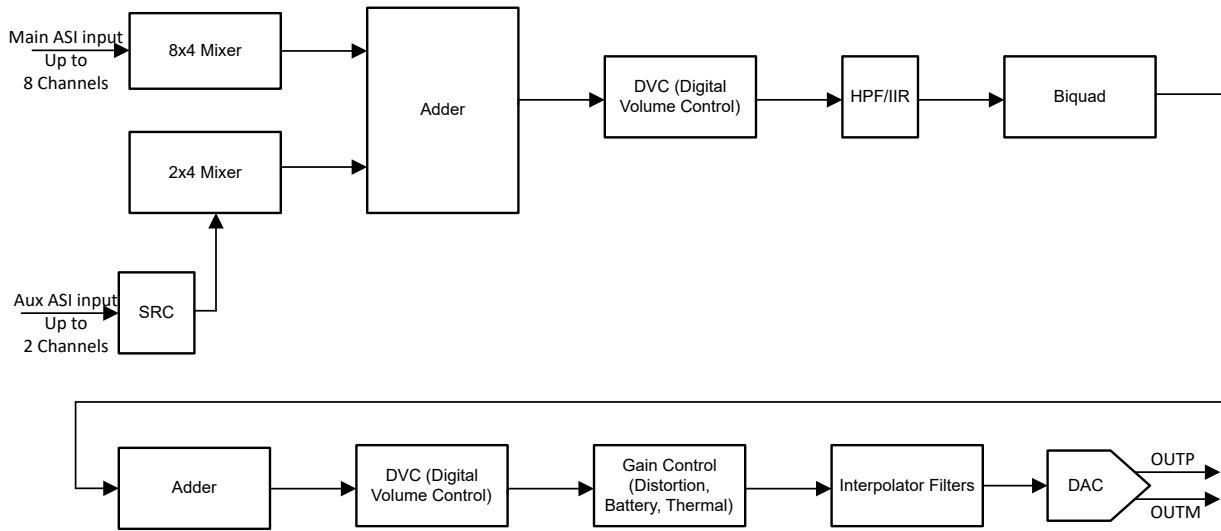 Main ASI input
Up to
8 Channels
8x4 Mixer
Adder
DVC (Digital
Volume Control)
HPF/IIR
Biquad
2x4 Mixer
Aux ASI input
Up to
2 Channels
SRC
Adder
DVC (Digital
Volume Control)
Gain Control
(Distortion,
Battery, Thermal)
Interpolator Filters
DAC
OUTP
OUTM